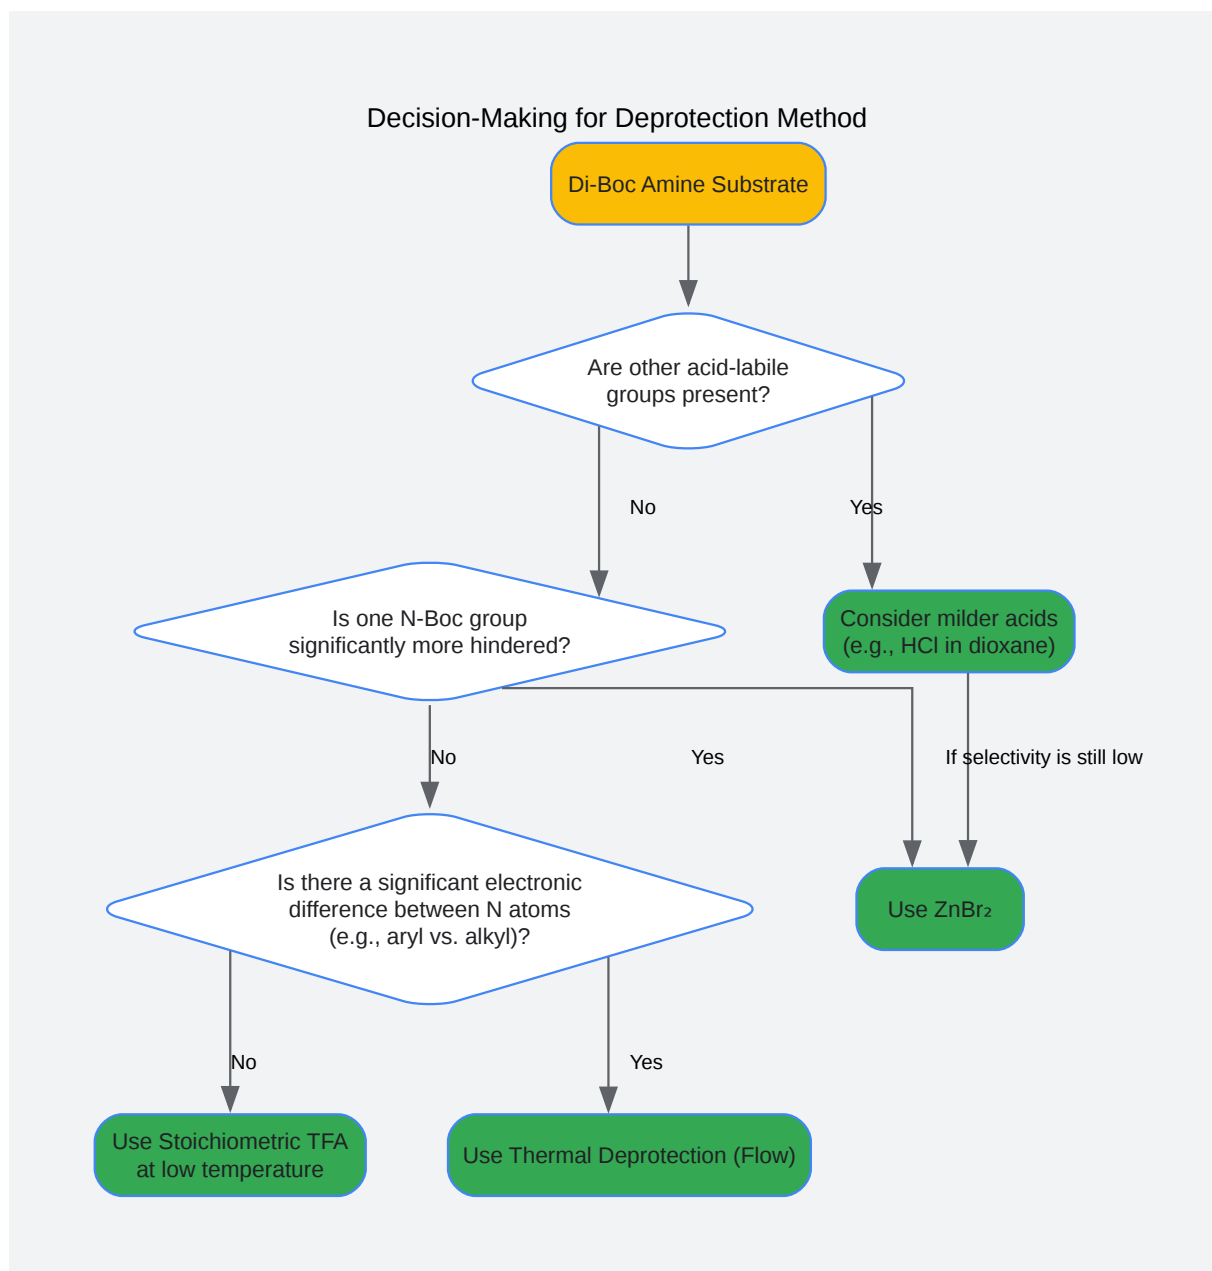 Decision-Making for Deprotection Method
Di-Boc Amine Substrate
Are other acid-labile
groups present?
No
Yes
Is one N-Boc group
significantly more hindered?
Consider milder acids
(e.g., HCl in dioxane)
No
Yes
If selectivity is still low
Is there a significant electronic
difference between N atoms
(e.g., aryl vs. alkyl)?
Use ZnBr₂
No
Yes
Use Stoichiometric TFA
at low temperature
Use Thermal Deprotection (Flow)